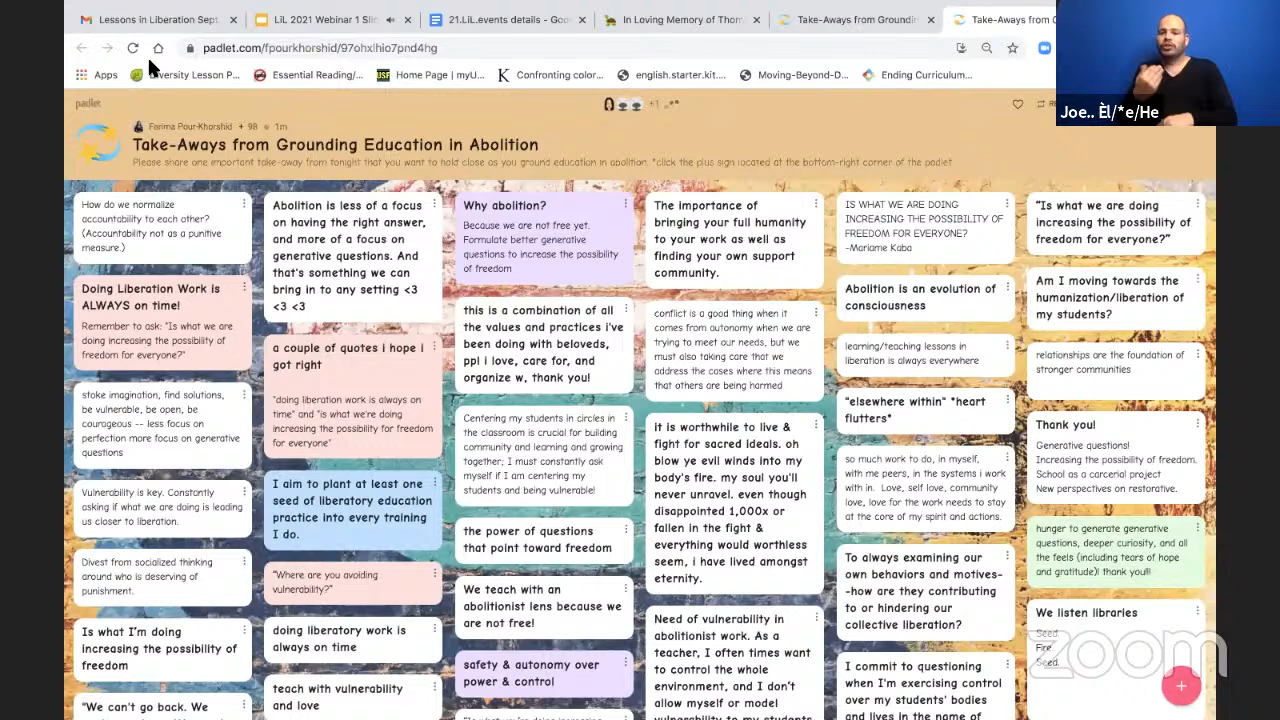 Lessons in Liberation Sept.
LiL 2021 Webinar 1 Slin
21.LiL.events details - Goo
In Loving Memory of Thom
Take-Aways from Groundin
Take-Aways from
padlet.com/fpourkhorshid/97ohxihio7pnd4hg
Apps
iversity Lesson P...
Essential Reading/...
USF Home Page | myU...
K Confronting color...
english.starter.kit....
Moving-Beyond-D...
Ending Curriculum...
Joe.. Èl/*e/He
padlet
+1
Farima Pour-Khorshid + 98 • 1m
Take-Aways from Grounding Education in Abolition
Please share one important take-away from tonight that you want to hold close as you ground education in abolition. *click the plus sign located at the bottom-right corner of the padlet
How do we normalize
accountability to each other?
(Accountability not as a punitive
measure.)
Doing Liberation Work is
ALWAYS on time!
Remember to ask: "Is what we are
doing increasing the possibility of
freedom for everyone?"
stoke imagination, find solutions,
be vulnerable, be open, be
courageous -- less focus on
perfection more focus on generative
questions
Vulnerability is key. Constantly
asking if what we are doing is leading
us closer to liberation.
Divest from socialized thinking
around who is deserving of
punishment.
Is what I'm doing
increasing the possibility of
freedom
"We can't go back. We
Abolition is less of a focus
on having the right answer,
and more of a focus on
generative questions. And
that's something we can
bring in to any setting <3
<3 <3
a couple of quotes i hope i
got right
"doing liberation work is always on
time" and "is what we're doing
increasing the possibility for freedom
for everyone"
I aim to plant at least one
seed of liberatory education
practice into every training
I do.
"Where are you avoiding
vulnerability?"
doing liberatory work is
always on time
teach with vulnerability
and love
Why abolition?
Because we are not free yet.
Formulate better generative
questions to increase the possibility
of freedom
this is a combination of all
the values and practices i've
been doing with beloveds,
ppl i love, care for, and
organize w, thank you!
Centering my students in circles in
the classroom is crucial for building
community and learning and growing
together; I must constantly ask
myself if I am centering my
students and being vulnerable!
the power of questions
that point toward freedom
We teach with an
abolitionist lens because we
are not free!
safety & autonomy over
power & control
The importance of
bringing your full humanity
to your work as well as
finding your own support
community.
conflict is a good thing when it
comes from autonomy when we are
trying to meet our needs, but we
must also taking care that we
address the cases where this means
that others are being harmed
it is worthwhile to live &
fight for sacred ideals. oh
blow ye evil winds into my
body's fire. my soul you'll
never unravel. even though
disappointed 1,000x or
fallen in the fight &
everything would worthless
seem, i have lived amongst
eternity.
Need of vulnerability in
abolitionist work. As a
teacher, I often times want
to control the whole
environment, and I don't
allow myself or model
vulnerability to my students
IS WHAT WE ARE DOING
INCREASING THE POSSIBILITY OF
FREEDOM FOR EVERYONE?
-Mariame Kaba
Abolition is an evolution of
consciousness
learning/teaching lessons in
liberation is always everywhere
"elsewhere within" *heart
flutters*
so much work to do, in myself,
with me peers, in the systems i work
with in. Love, self love, community
love, love for the work needs to stay
at the core of my spirit and actions.
To always examining our
own behaviors and motives-
-how are they contributing
to or hindering our
collective liberation?
I commit to questioning
when I'm exercising control
over my students' bodies
and lives in the name of
"Is what we are doing
increasing the possibility of
freedom for everyone?"
Am I moving towards the
humanization/liberation of
my students?
relationships are the foundation of
stronger communities
Thank you!
Generative questions!
Increasing the possibility of freedom.
School as a carceral project
New perspectives on restorative.
hunger to generate generative
questions, deeper curiosity, and all
the feels (including tears of hope
and gratitude)! thank you!!!
We listen libraries
Seed.
Fire.
Seed.
zoom